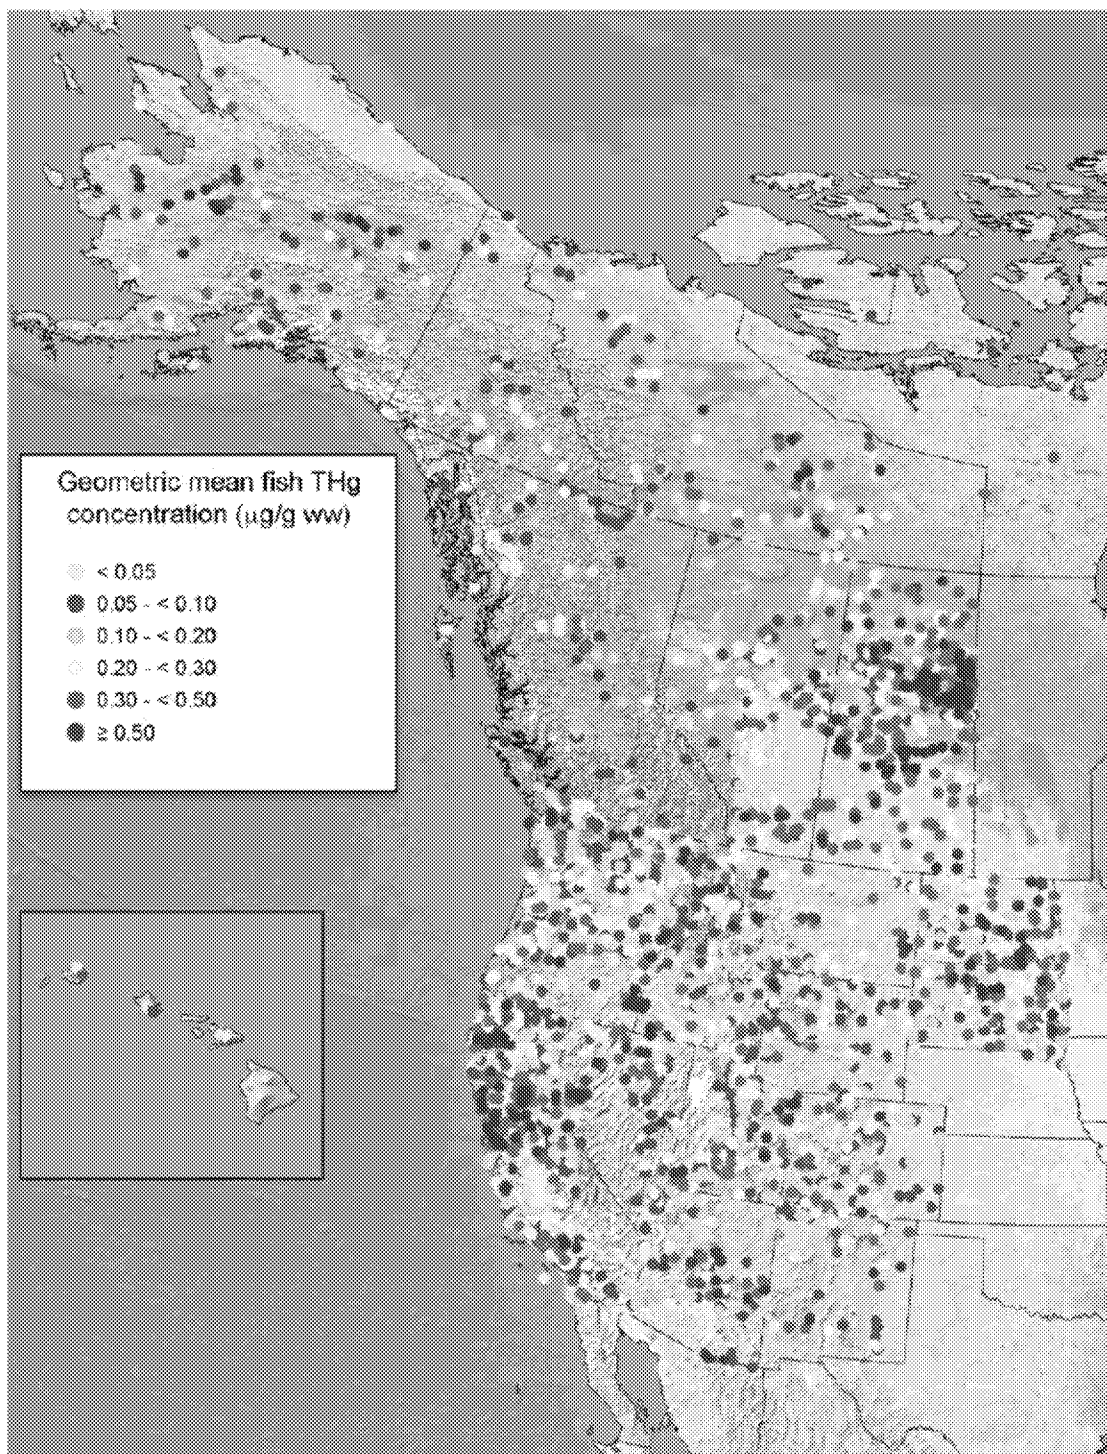 Geometric mean fish THg
concentration (μg/g ww)
< 0.05
0.05 - < 0.10
0.10 - < 0.20
0.20 - < 0.30
0.30 - < 0.50
≥ 0.50